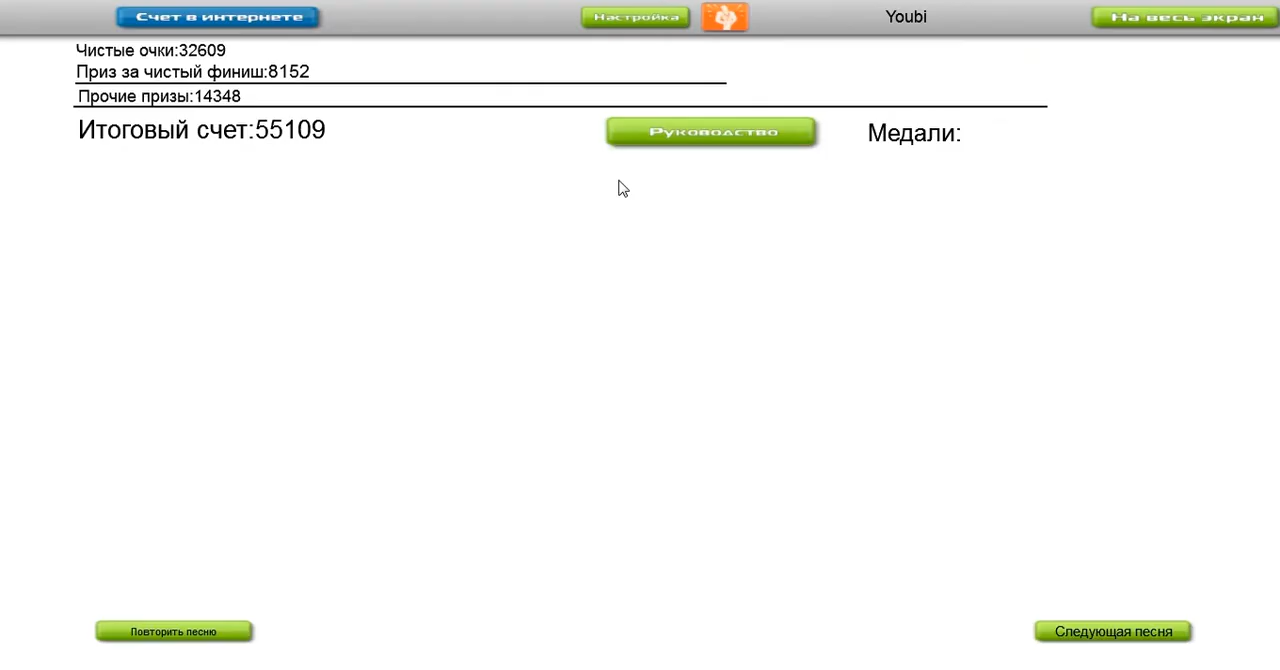 Счет в интернете
Настройка
Youbi
На весь экран
Чистые очки:32609
Приз за чистый финиш:8152
Прочие призы:14348
Итоговый счет:55109
Руководство
Медали:
Повторить песню
Следующая песня